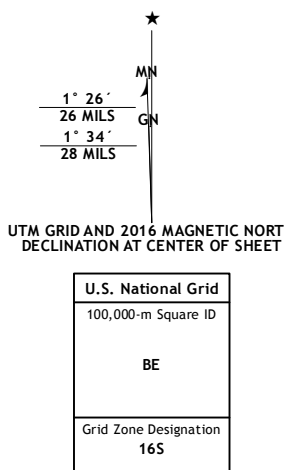 ★
MN
1° 26´
26 MILS
GN
1° 34´
28 MILS
UTM GRID AND 2016 MAGNETIC NORT
DECLINATION AT CENTER OF SHEET
U.S. National Grid
100,000-m Square ID
BE
Grid Zone Designation
16S